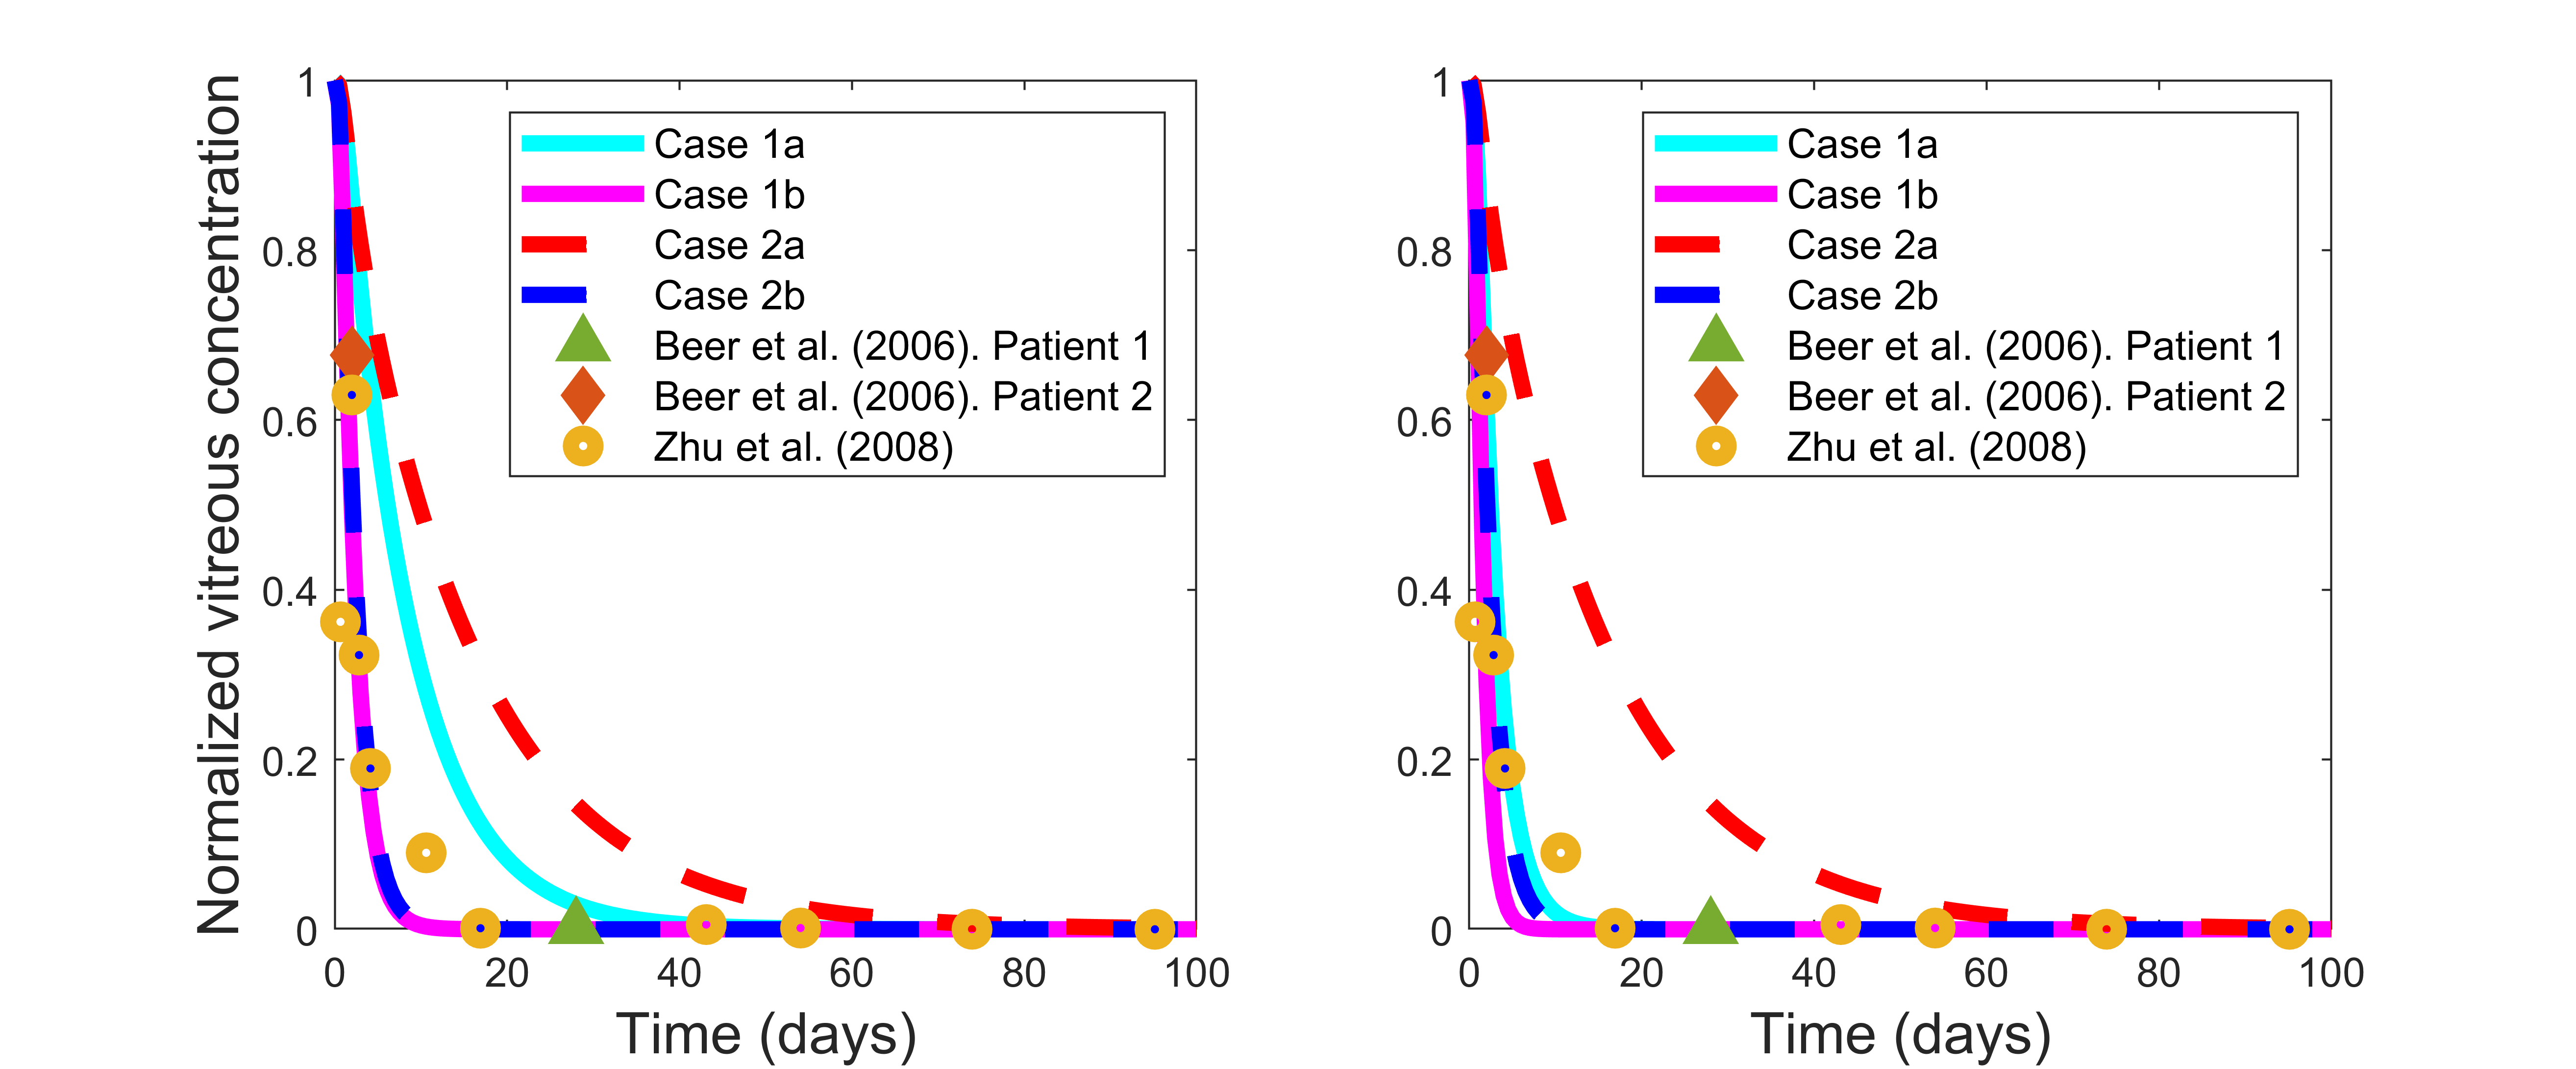 Normalized vitreous concentration
1
0.8
0.6
0.4
0.2
0
0 20 40 60 80 100
Time (days)
Case 1a
Case 1b
Case 2a
Case 2b
Beer et al. (2006). Patient 1
Beer et al. (2006). Patient 2
Zhu et al. (2008)
1
0.8
0.6
0.4
0.2
0
0 20 40 60 80 100
Time (days)
Case 1a
Case 1b
Case 2a
Case 2b
Beer et al. (2006). Patient 1
Beer et al. (2006). Patient 2
Zhu et al. (2008)